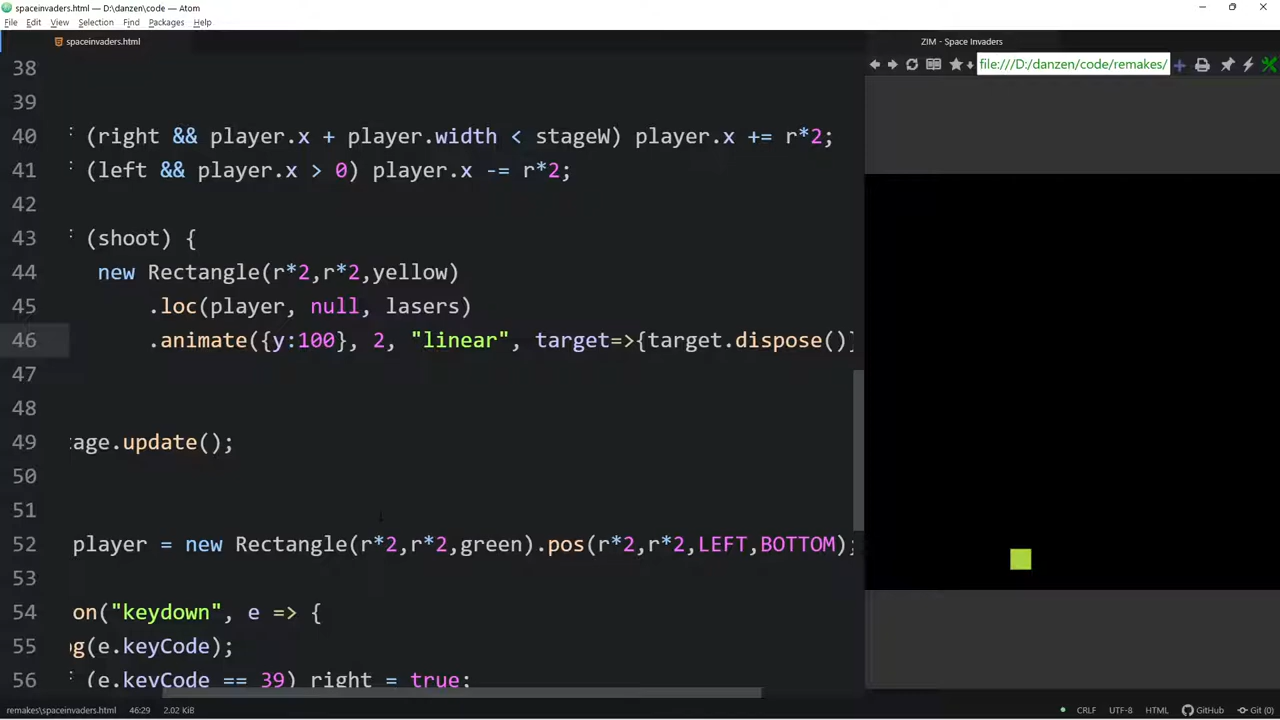 spaceinvaders.html — D:\danzen\code — Atom
File Edit View Selection Find Packages Help
spaceinvaders.html
ZIM - Space Invaders
file:///D:/danzen/code/remakes/
38
39
40 (right && player.x + player.width < stageW) player.x += r*2;
41 (left && player.x > 0) player.x -= r*2;
42
43 (shoot) {
44 new Rectangle(r*2,r*2,yellow)
45 .loc(player, null, lasers)
46 .animate({y:100}, 2, "linear", target=>{target.dispose()}
47
48
49 tage.update();
50
51
52 player = new Rectangle(r*2,r*2,green).pos(r*2,r*2,LEFT,BOTTOM);
53
54 on("keydown", e => {
55 og(e.keyCode);
56 (e.keyCode == 39) right = true;
remakes\spaceinvaders.html 46:29 2.02 KiB CRLF UTF-8 HTML GitHub Git (0)